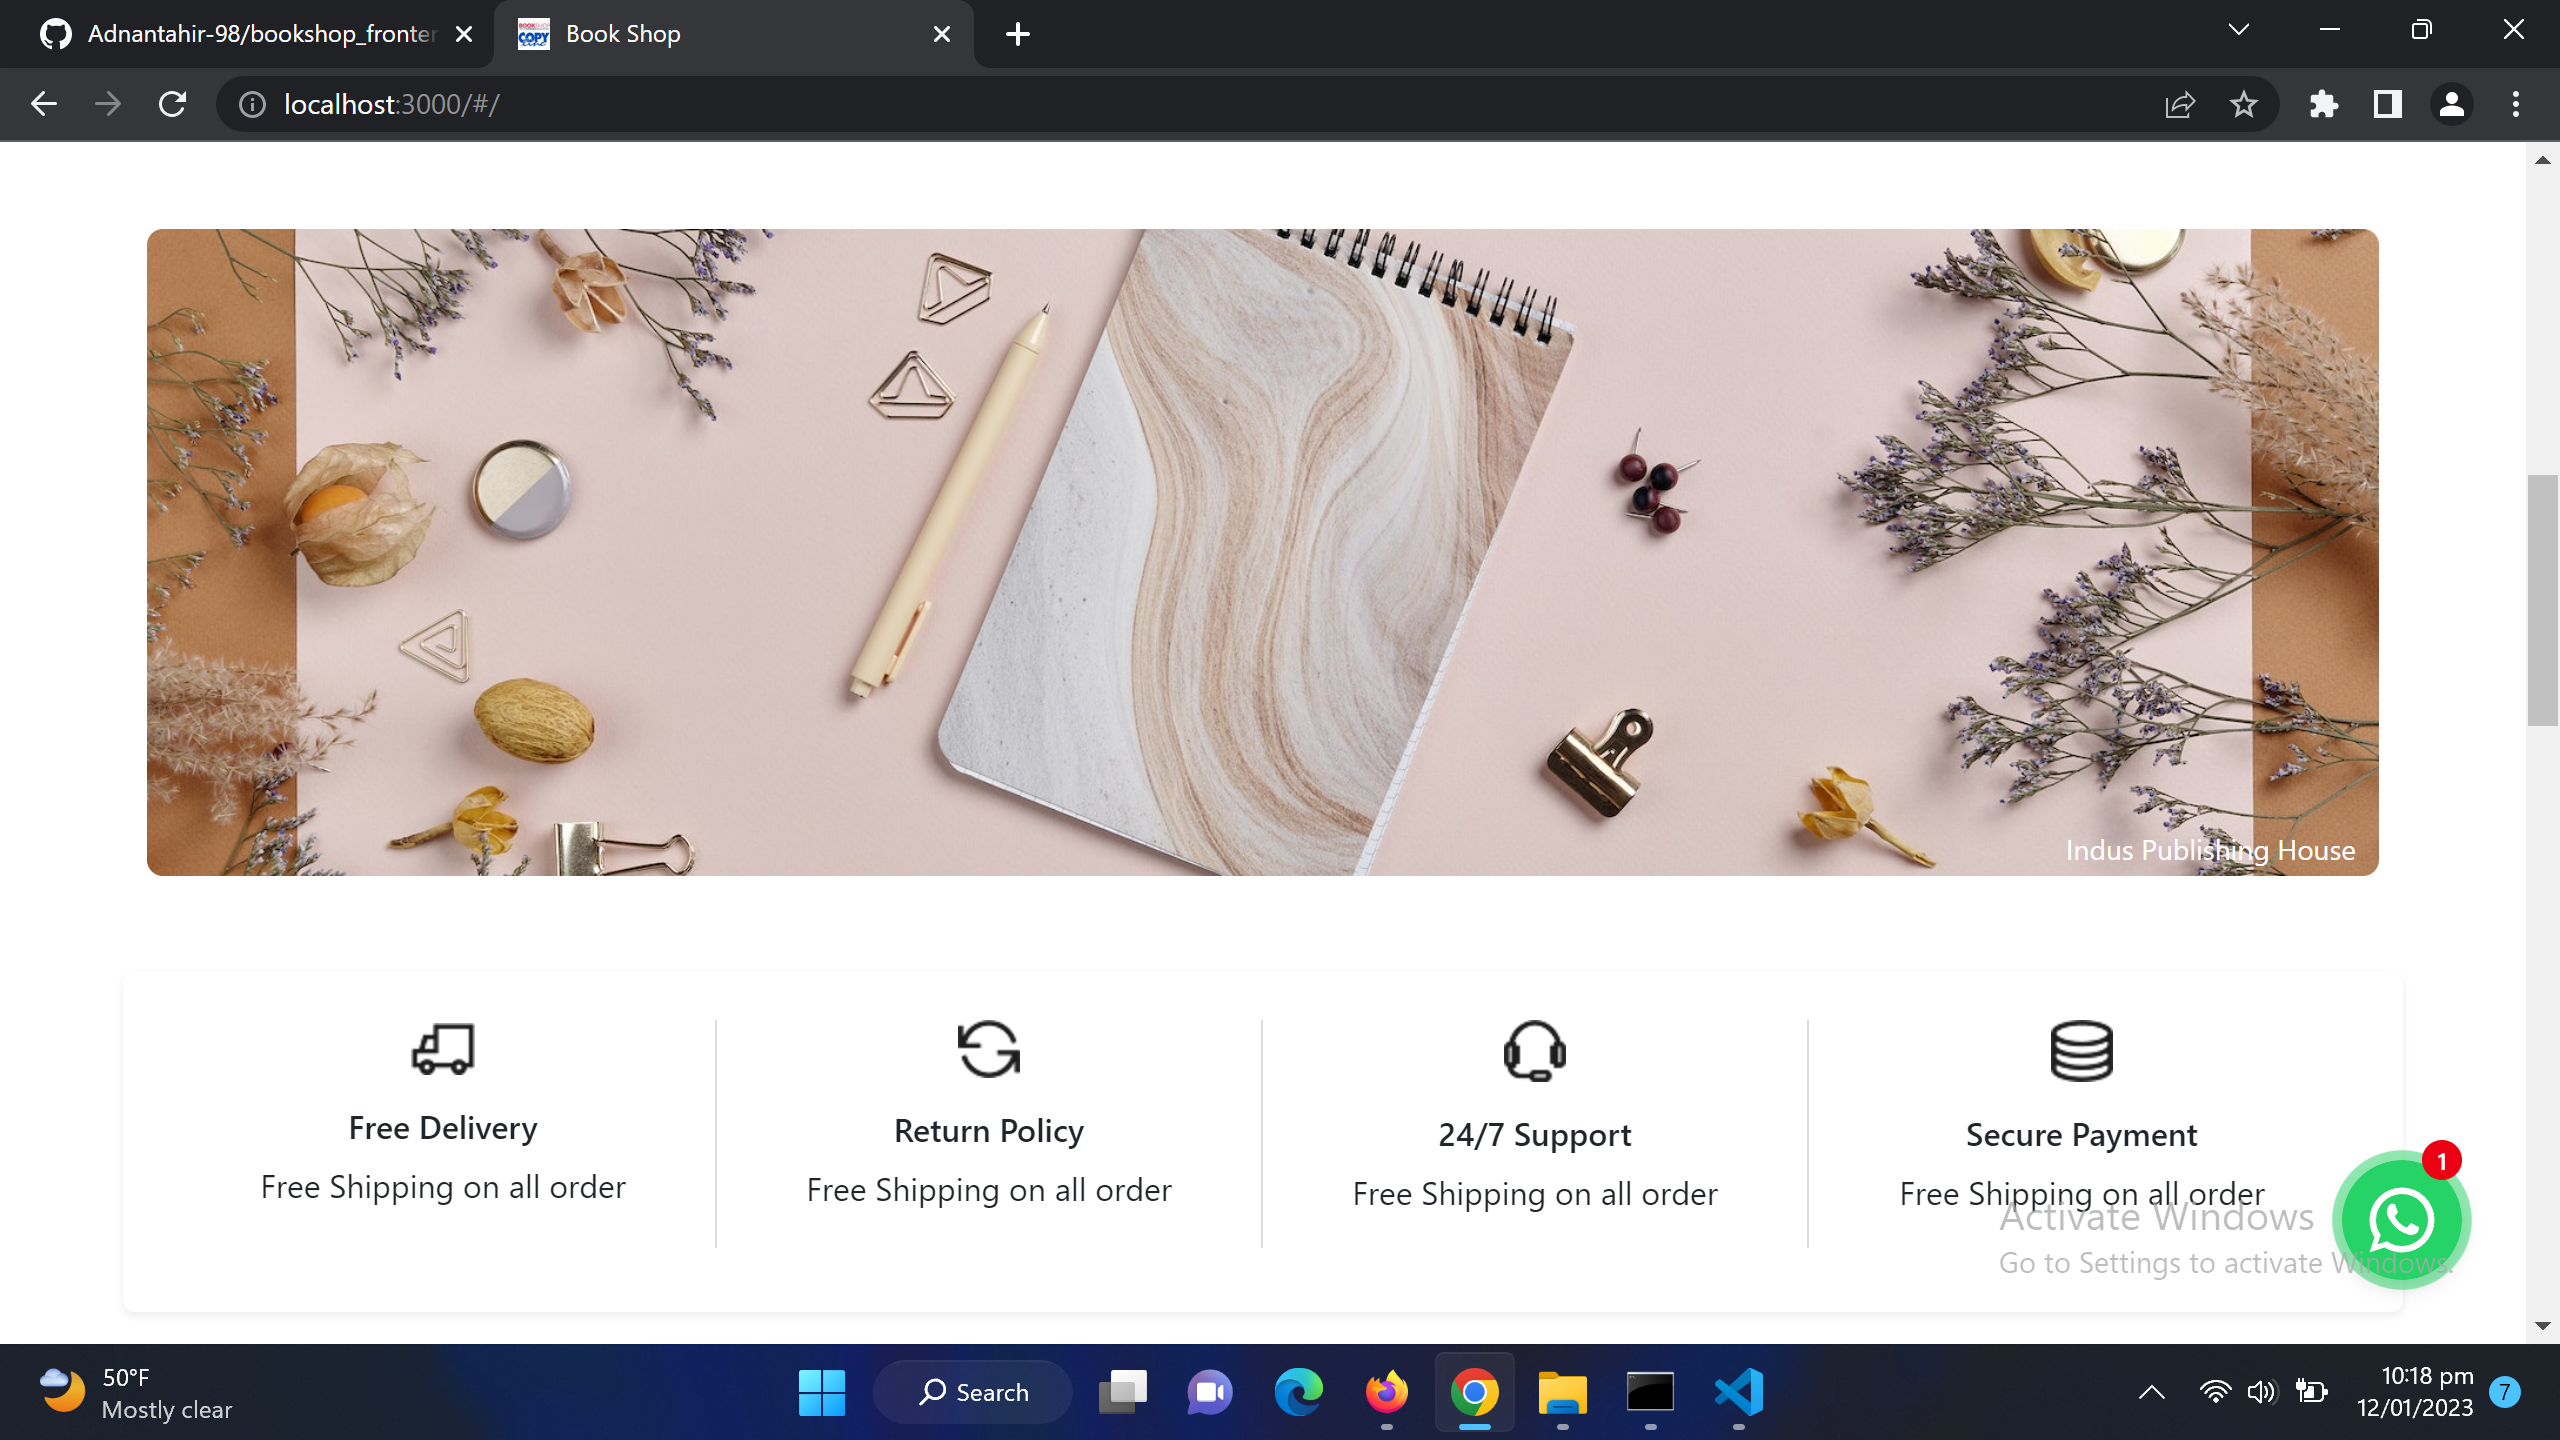 Adnantahir-98/bookshop_fronter
Book Shop
localhost:3000/#/
Indus Publishing House
Free Delivery
Free Shipping on all order
Return Policy
Free Shipping on all order
24/7 Support
Free Shipping on all order
Secure Payment
Free Shipping on all order
1
Activate Windows
Go to Settings to activate Windows.
50°F
Mostly clear
Search
10:18 pm
12/01/2023
7